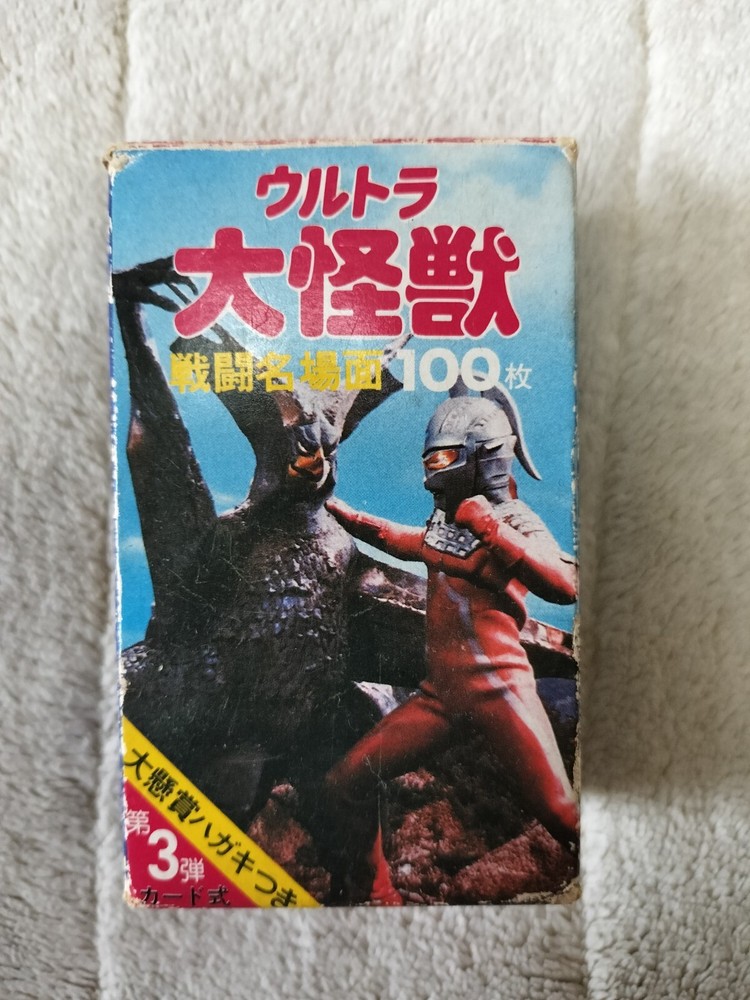 ウルトラ
大怪獣
戦闘名場面100枚
大懸賞ハガキつき
第3弾
カード式